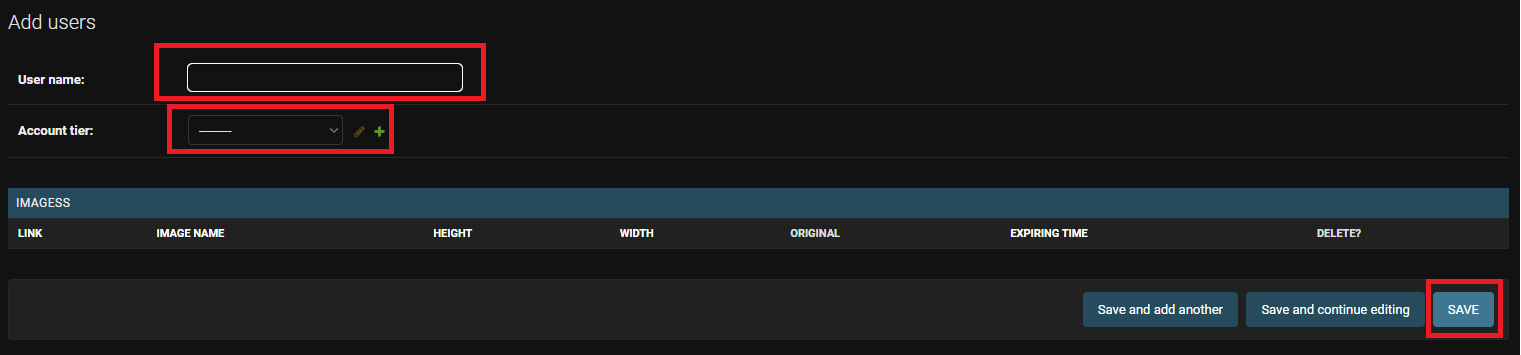 Add users
User name:
Account tier:
---------
IMAGESS
LINK IMAGE NAME HEIGHT WIDTH ORIGINAL EXPIRING TIME DELETE?
Save and add another Save and continue editing SAVE